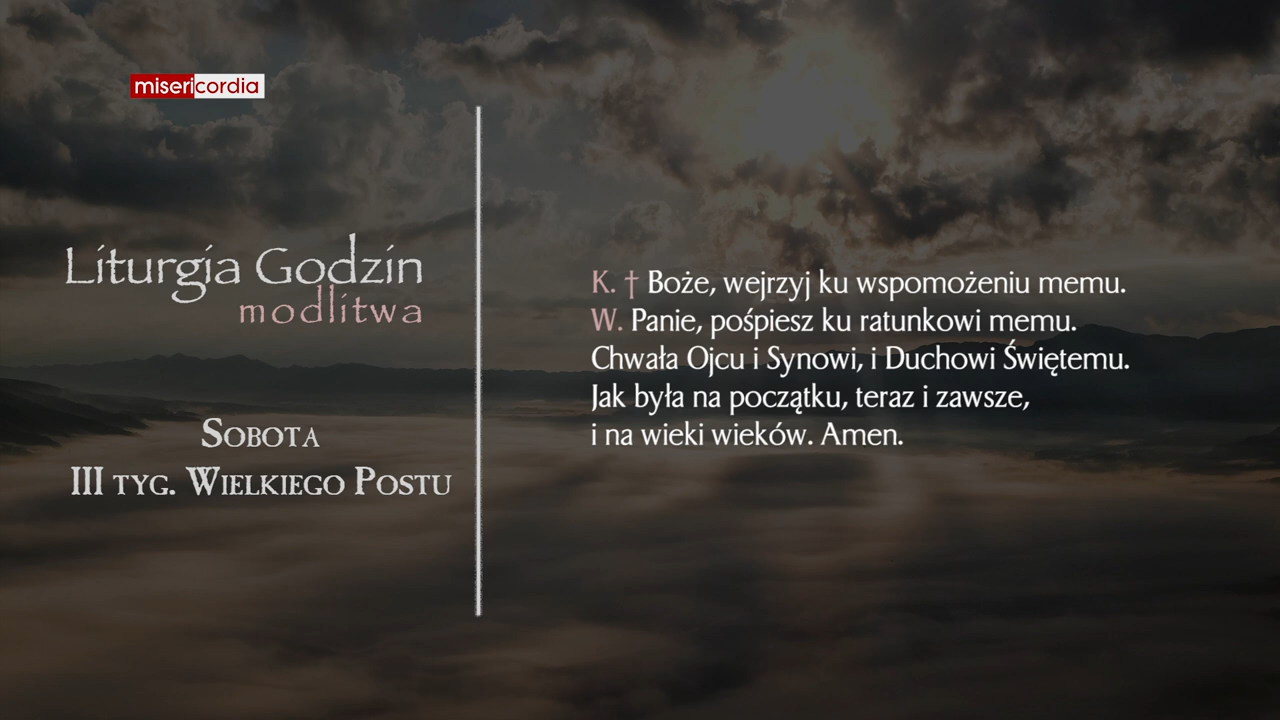 misericordia
Liturgia Godzin
modlitwa
Sobota
III tyg. Wielkiego Postu
K. † Boże, wejrzyj ku wspomożeniu memu.
W. Panie, pośpiesz ku ratunkowi memu.
Chwała Ojcu i Synowi, i Duchowi Świętemu.
Jak była na początku, teraz i zawsze,
i na wieki wieków. Amen.